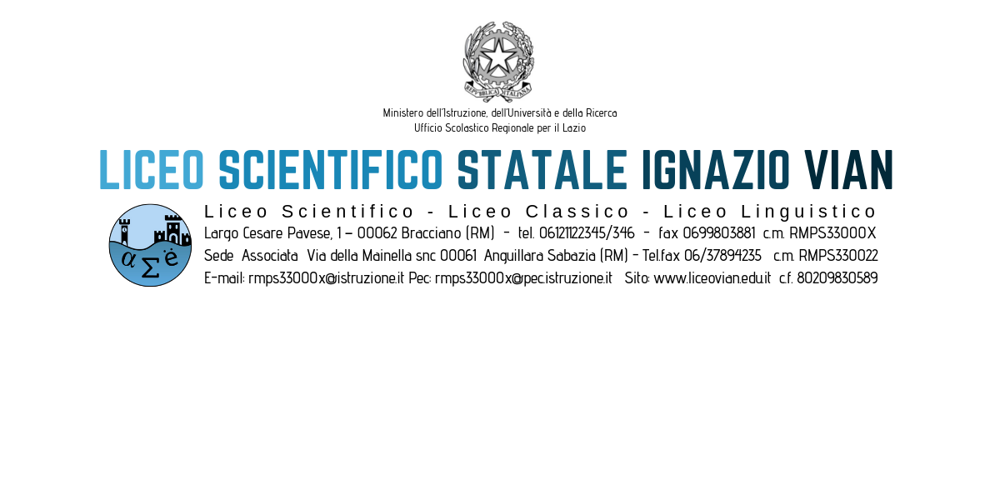 REPVBBLICA ITALIANA
Ministero dell'Istruzione, dell'Università e della Ricerca
Ufficio Scolastico Regionale per il Lazio
LICEO SCIENTIFICO STATALE IGNAZIO VIAN
Liceo Scientifico - Liceo Classico - Liceo Linguistico
Largo Cesare Pavese, 1 – 00062 Bracciano (RM) - tel. 06121122345/346 - fax 0699803881 c.m. RMPS33000X
Sede Associata Via della Mainella snc 00061 Anguillara Sabazia (RM) - Tel.fax 06/37894235 c.m. RMPS330022
E-mail: rmps33000x@istruzione.it Pec: rmps33000x@pec.istruzione.it Sito: www.liceovian.edu.it c.f. 80209830589
α Σ ё